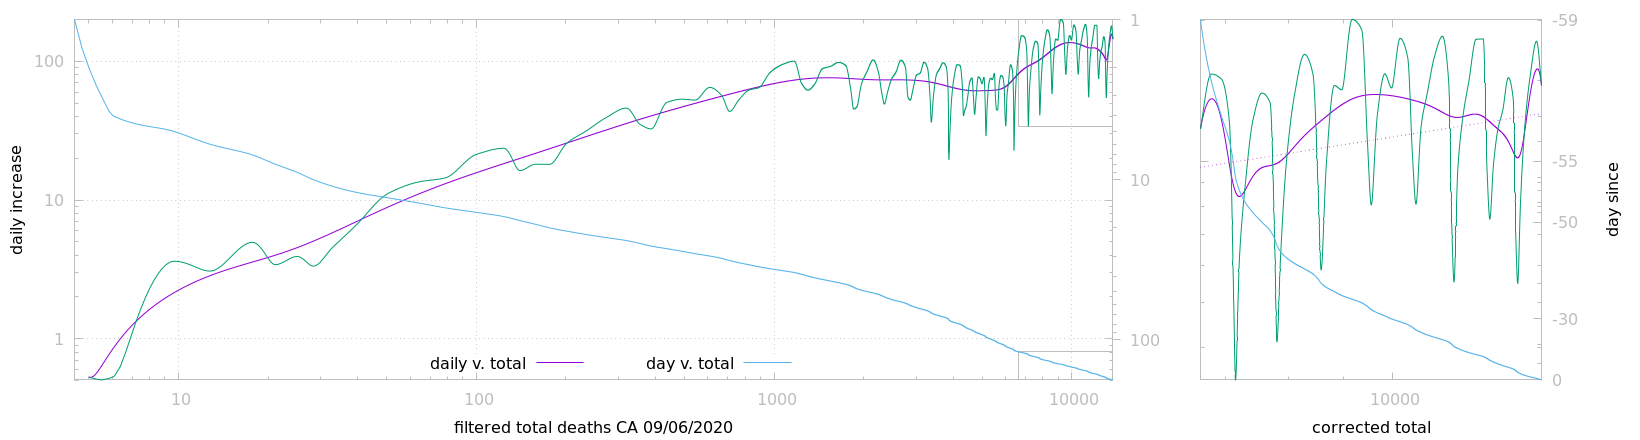 daily increase
100
10
1
10
100
1000
10000
1
10
100
daily v. total
day v. total
filtered total deaths CA 09/06/2020
-59
-55
-50
-30
0
day since
10000
corrected total